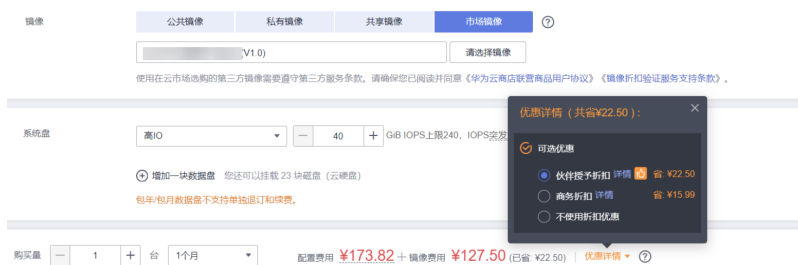 镜像 公共镜像 私有镜像 共享镜像 市场镜像 ?
(V1.0) 请选择镜像
使用在云市场选购的第三方镜像需要遵守第三方服务条款。请确保您已阅读并同意《华为云商店联营商品用户协议》《镜像折扣验证服务支持条款》。
优惠详情（共省¥22.50）: ×
系统盘 高IO － 40 ＋ GiB IOPS上限240，IOPS突发
可选优惠
增加一块数据盘 您还可以挂载 23 块磁盘（云硬盘）
伙伴授予折扣 详情 省: ¥22.50
包年/包月数据盘不支持单独退订和续费。
商务折扣 详情 省: ¥15.99
不使用折扣优惠
购买量 － 1 ＋ 台 1个月 配置费用 ¥173.82 ＋ 镜像费用 ¥127.50 (已省 ¥22.50) 优惠详情 ?